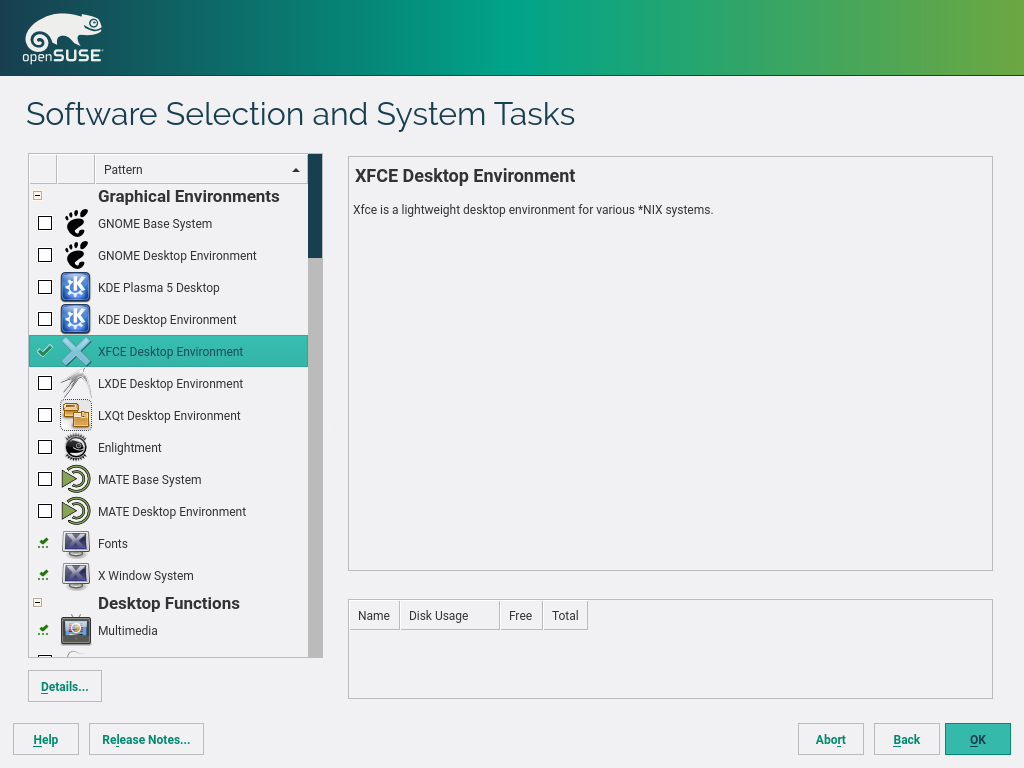 openSUSE
Software Selection and System Tasks
Pattern
Graphical Environments
GNOME Base System
GNOME Desktop Environment
KDE Plasma 5 Desktop
KDE Desktop Environment
XFCE Desktop Environment
LXDE Desktop Environment
LXQt Desktop Environment
Enlightment
MATE Base System
MATE Desktop Environment
Fonts
X Window System
Desktop Functions
Multimedia
Details...
XFCE Desktop Environment
Xfce is a lightweight desktop environment for various *NIX systems.
Name Disk Usage Free Total
Help Release Notes... Abort Back OK